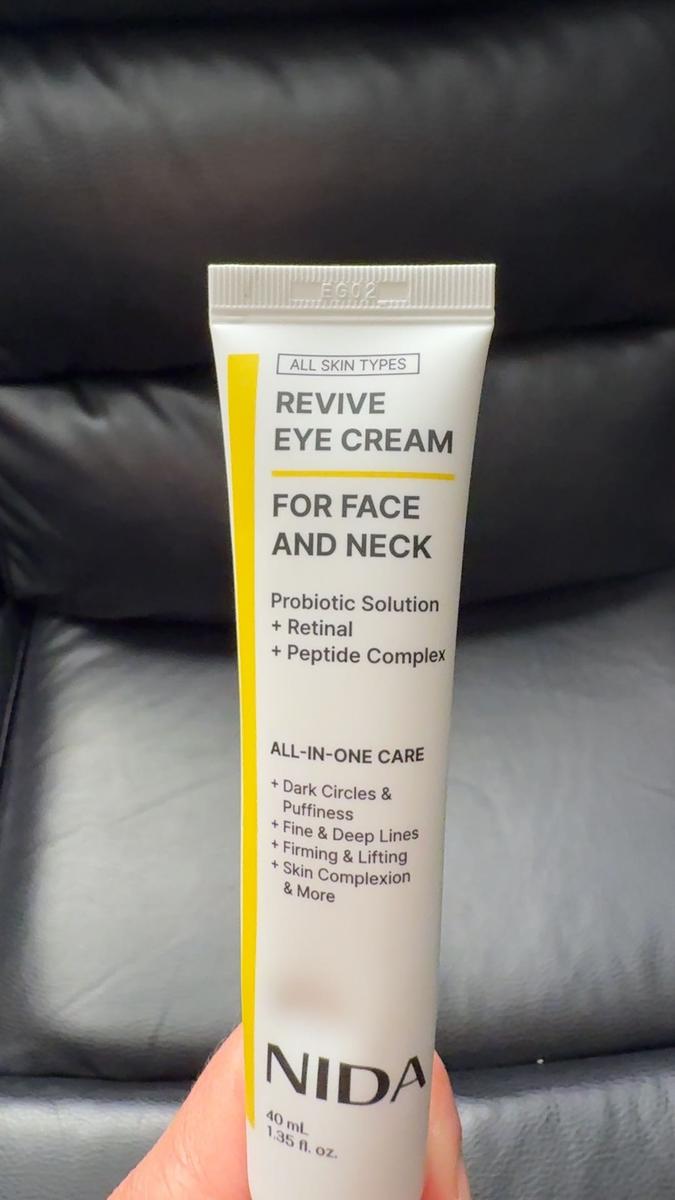 EG02
ALL SKIN TYPES
REVIVE
EYE CREAM
FOR FACE
AND NECK
Probiotic Solution
+ Retinal
+ Peptide Complex
ALL-IN-ONE CARE
+ Dark Circles &
Puffiness
+ Fine & Deep Lines
+ Firming & Lifting
+ Skin Complexion
& More
NIDA
40 mL
1.35 fl. oz.